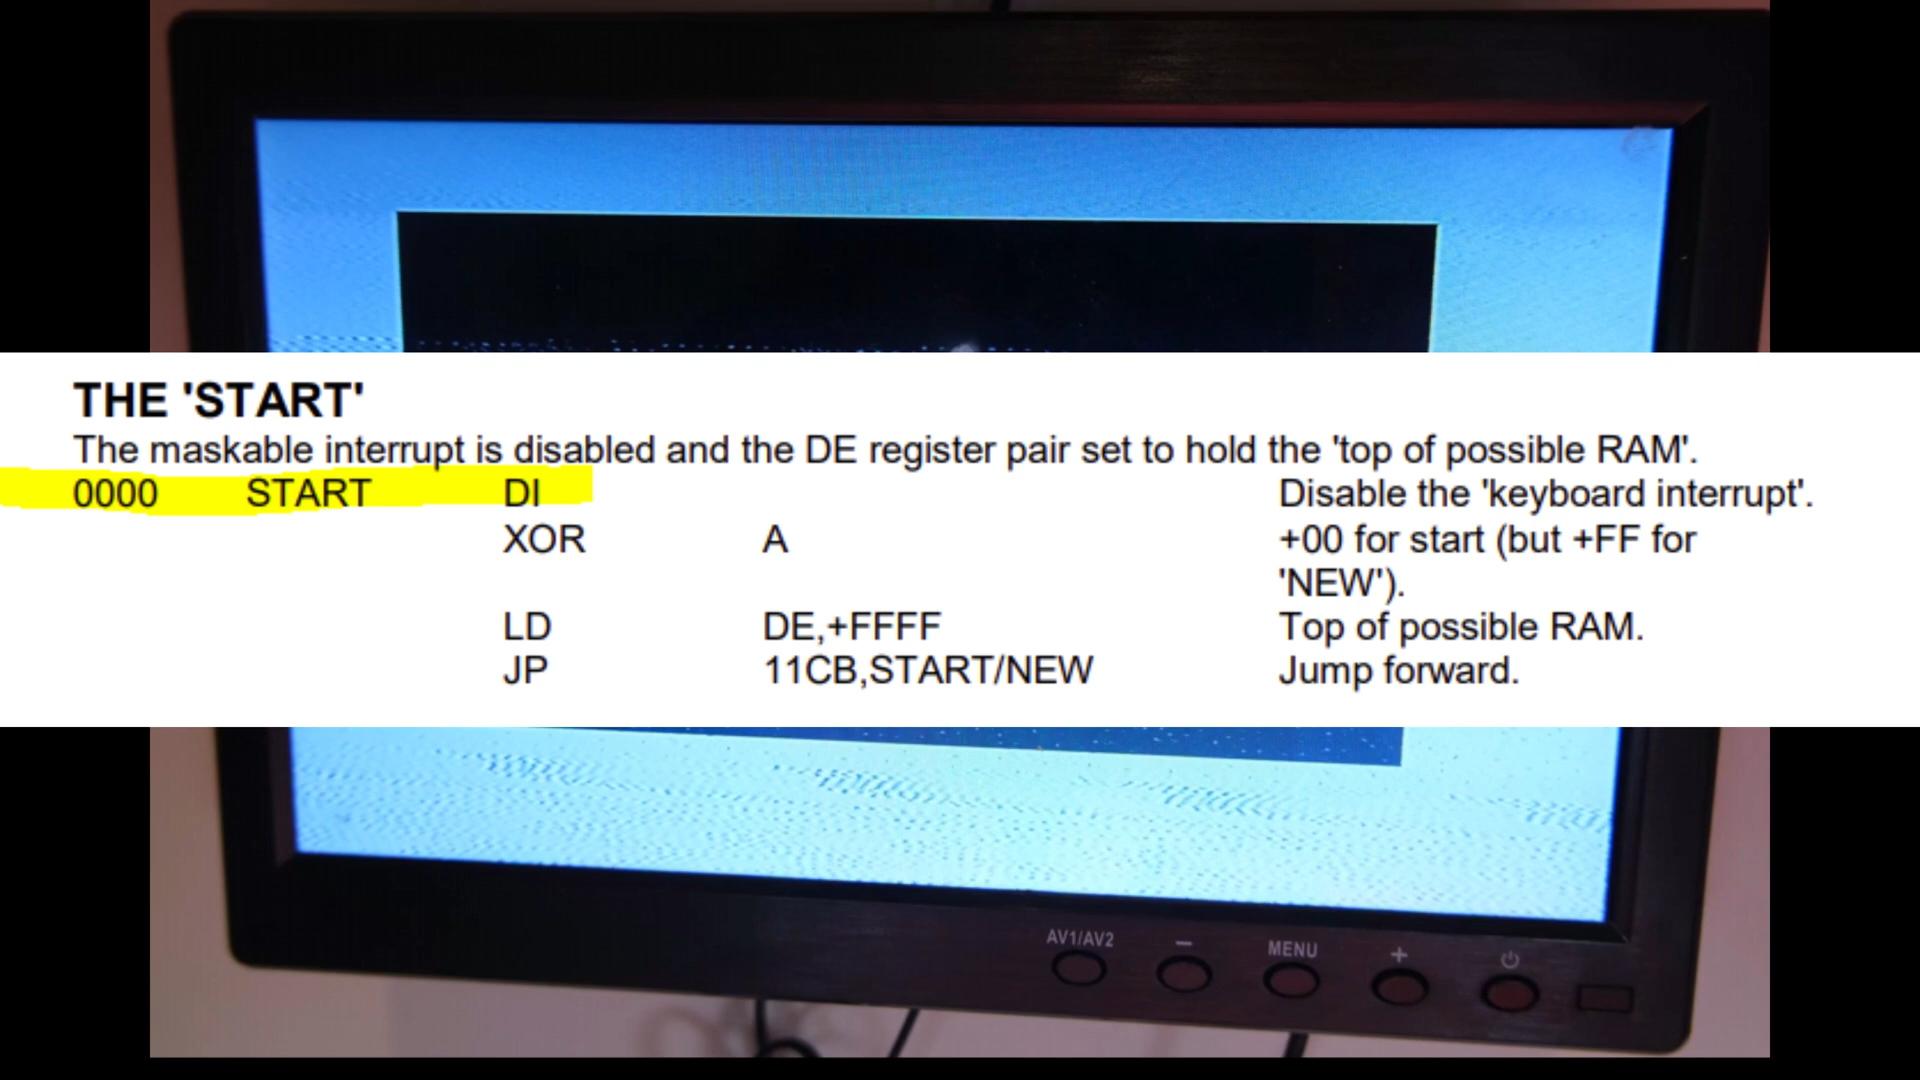 THE 'START'
The maskable interrupt is disabled and the DE register pair set to hold the 'top of possible RAM'.
0000 START DI Disable the 'keyboard interrupt'.
XOR A +00 for start (but +FF for
'NEW').
LD DE,+FFFF Top of possible RAM.
JP 11CB,START/NEW Jump forward.
AV1/AV2 − MENU +